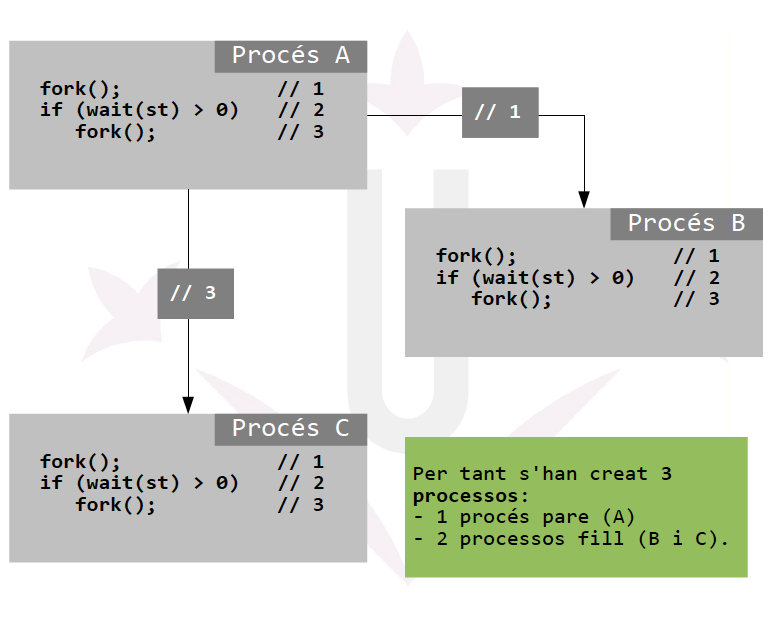 Procés A
fork(); // 1
if (wait(st) > 0) // 2
fork(); // 3
// 1
Procés B
fork(); // 1
if (wait(st) > 0) // 2
fork(); // 3
// 3
Procés C
fork(); // 1
if (wait(st) > 0) // 2
fork(); // 3
Per tant s'han creat 3
processos:
- 1 procés pare (A)
- 2 processos fill (B i C).